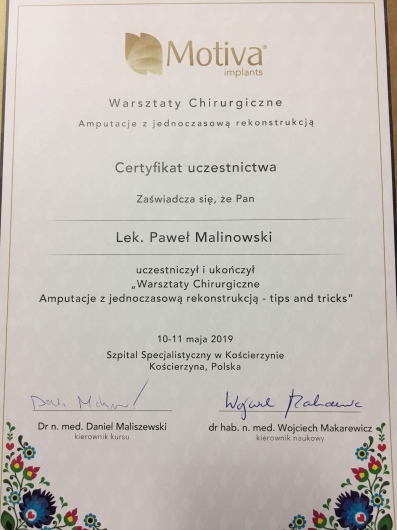 Motiva®
implants
Warsztaty Chirurgiczne
Amputacje z jednoczasową rekonstrukcją
Certyfikat uczestnictwa
Zaświadcza się, że Pan
Lek. Paweł Malinowski
uczestniczył i ukończył
„Warsztaty Chirurgiczne
Amputacje z jednoczasową rekonstrukcją - tips and tricks”
10-11 maja 2019
Szpital Specjalistyczny w Kościerzynie
Kościerzyna, Polska
Dr n. med. Daniel Maliszewski
kierownik kursu
dr hab. n. med. Wojciech Makarewicz
kierownik naukowy